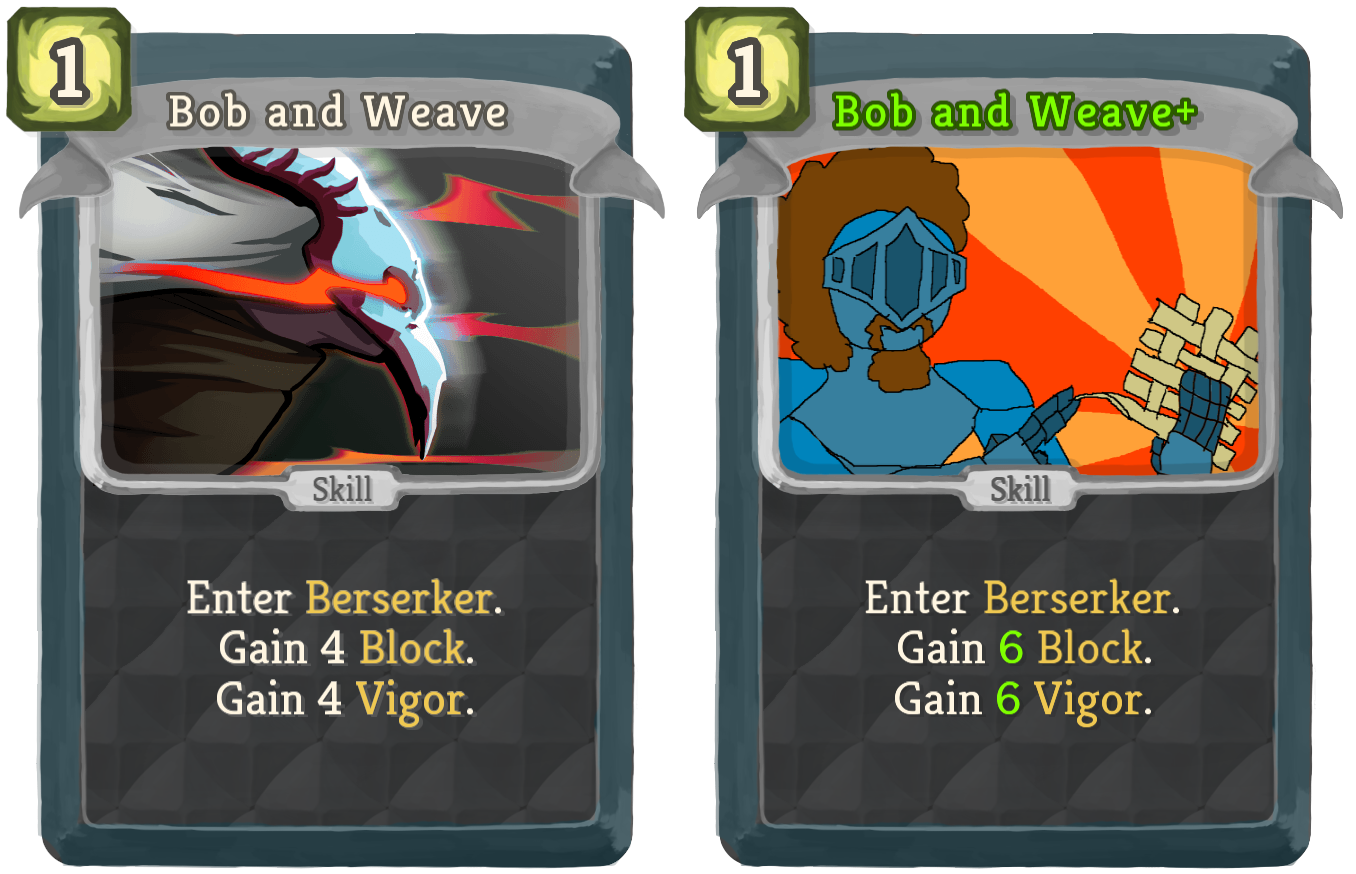 1
Bob and Weave
Skill
Enter Berserker.
Gain 4 Block.
Gain 4 Vigor.
1
Bob and Weave+
Skill
Enter Berserker.
Gain 6 Block.
Gain 6 Vigor.